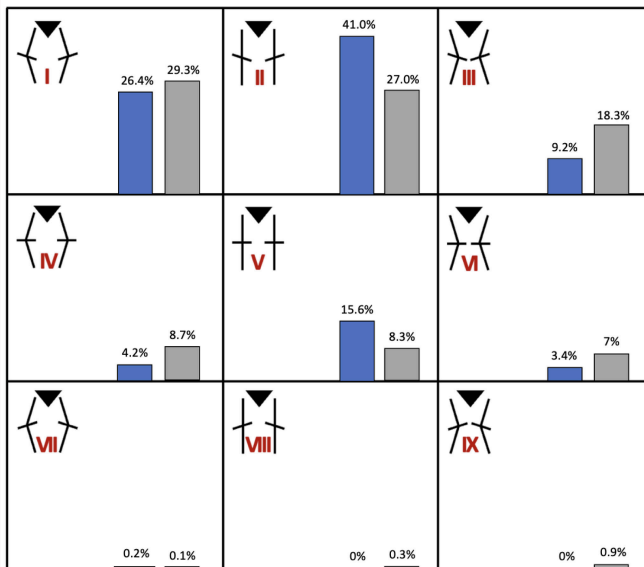 I
26.4%
29.3%
II
41.0%
27.0%
III
9.2%
18.3%
IV
4.2%
8.7%
V
15.6%
8.3%
VI
3.4%
7%
VII
0.2%
0.1%
VIII
0%
0.3%
IX
0%
0.9%